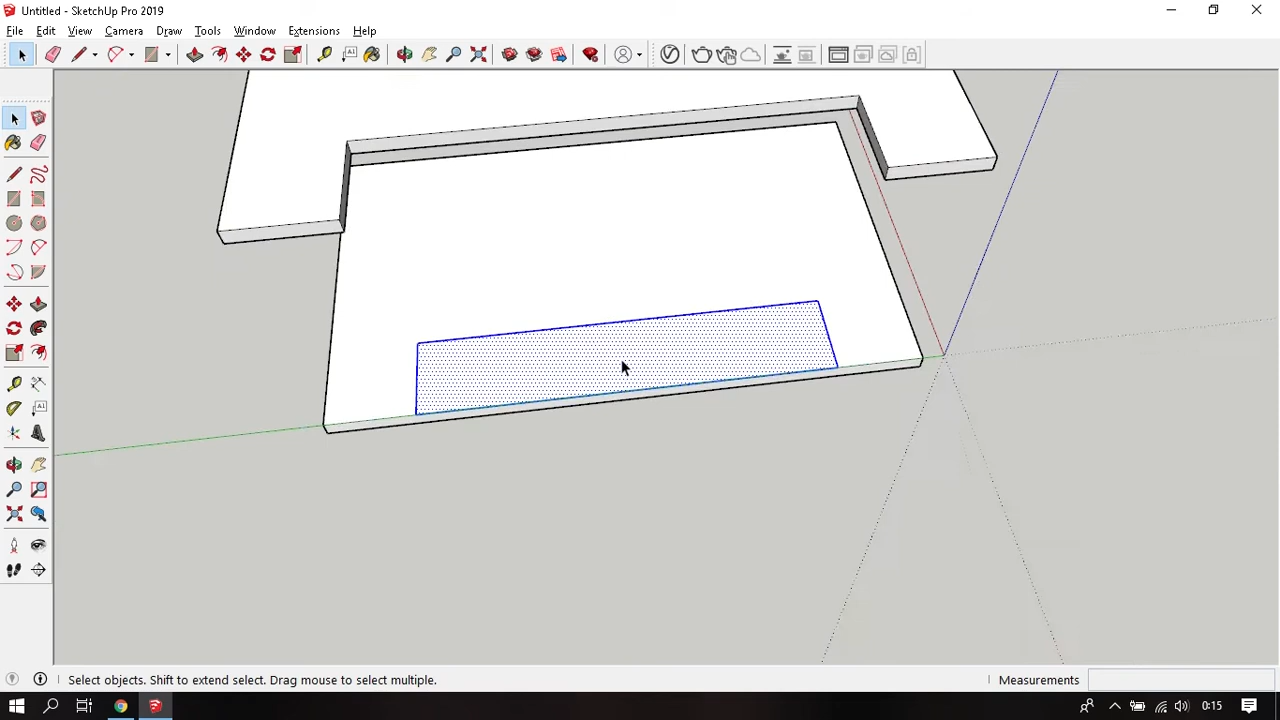 Untitled - SketchUp Pro 2019
File Edit View Camera Draw Tools Window Extensions Help
Select objects. Shift to extend select. Drag mouse to select multiple.
Measurements
0:15